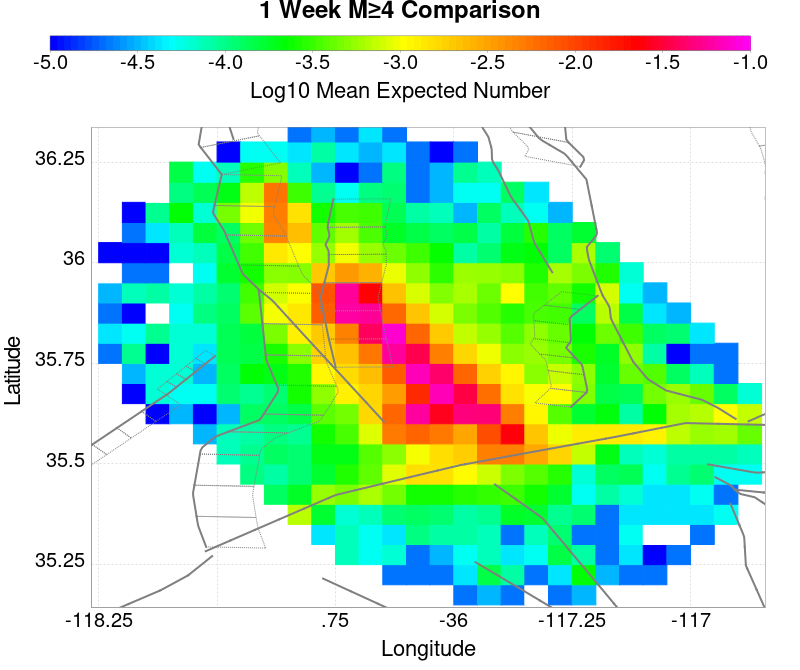 1 Week M≥4 Comparison
-5.0 -4.5 -4.0 -3.5 -3.0 -2.5 -2.0 -1.5 -1.0
Log10 Mean Expected Number
36.25
36
35.75
35.5
35.25
Latitude
-118.25 .75 -36 -117.25 -117
Longitude